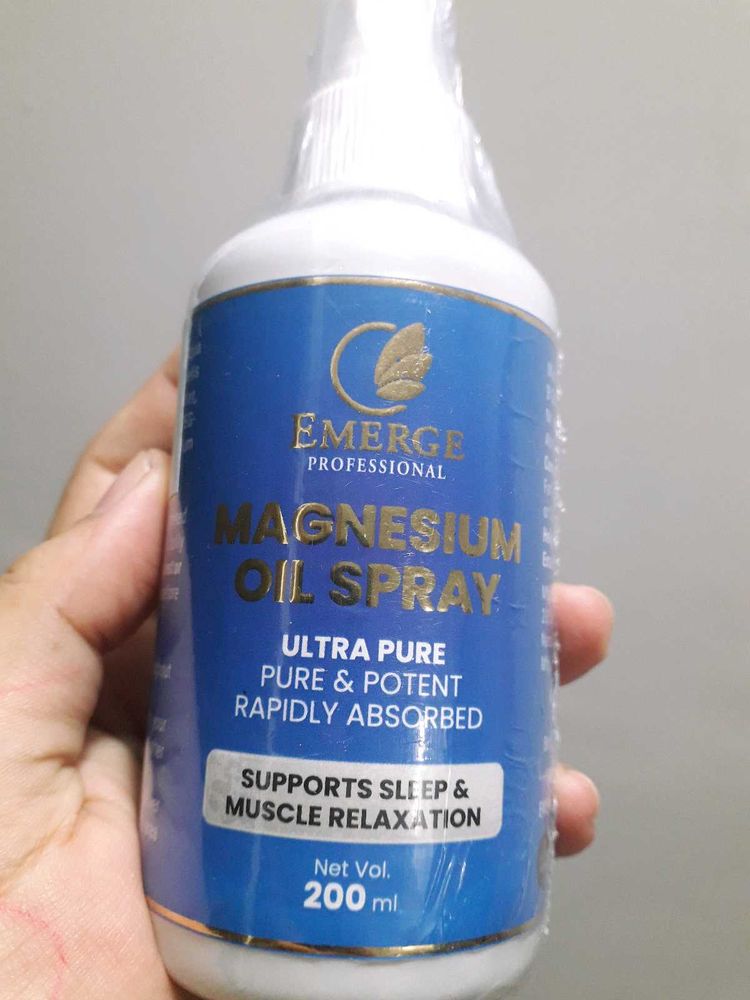 EMERGE
PROFESSIONAL
MAGNESIUM
OIL SPRAY
ULTRA PURE
PURE & POTENT
RAPIDLY ABSORBED
SUPPORTS SLEEP &
MUSCLE RELAXATION
Net Vol.
200 ml